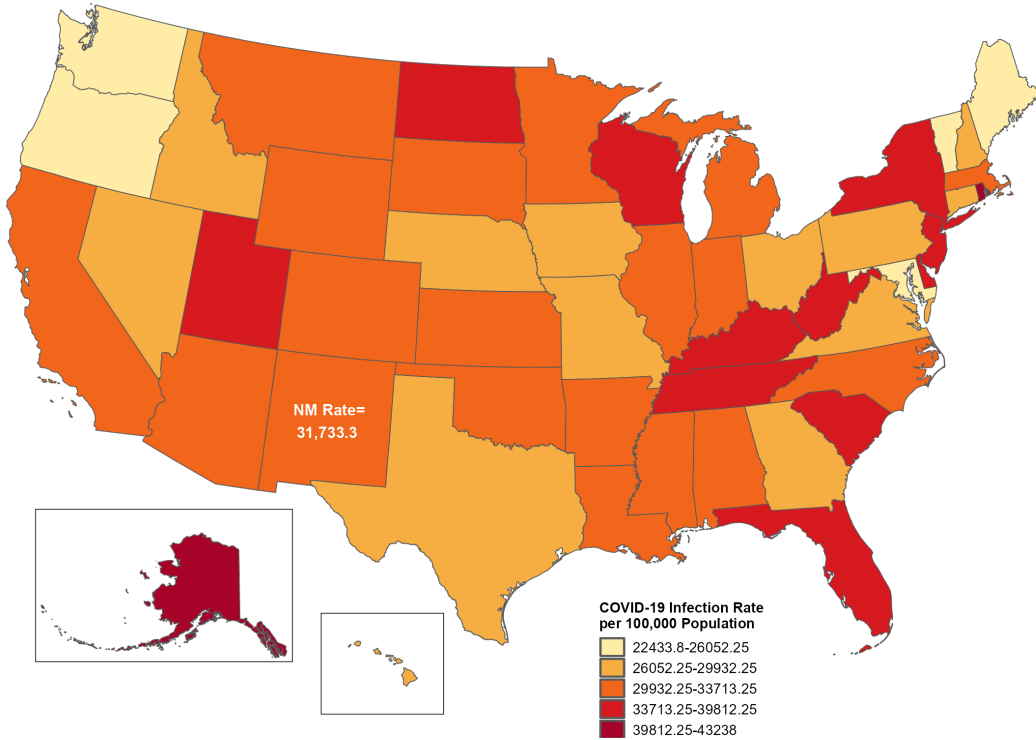 NM Rate=
31,733.3
COVID-19 Infection Rate
per 100,000 Population
22433.8-26052.25
26052.25-29932.25
29932.25-33713.25
33713.25-39812.25
39812.25-43238